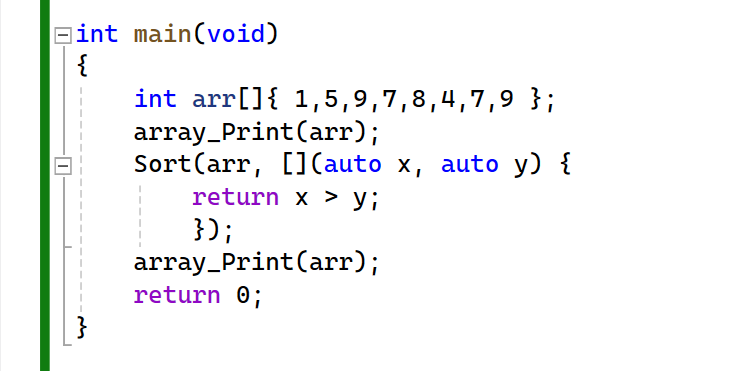 int main(void)
{
    int arr[]{ 1,5,9,7,8,4,7,9 };
    array_Print(arr);
    Sort(arr, [](auto x, auto y) {
        return x > y;
        });
    array_Print(arr);
    return 0;
}